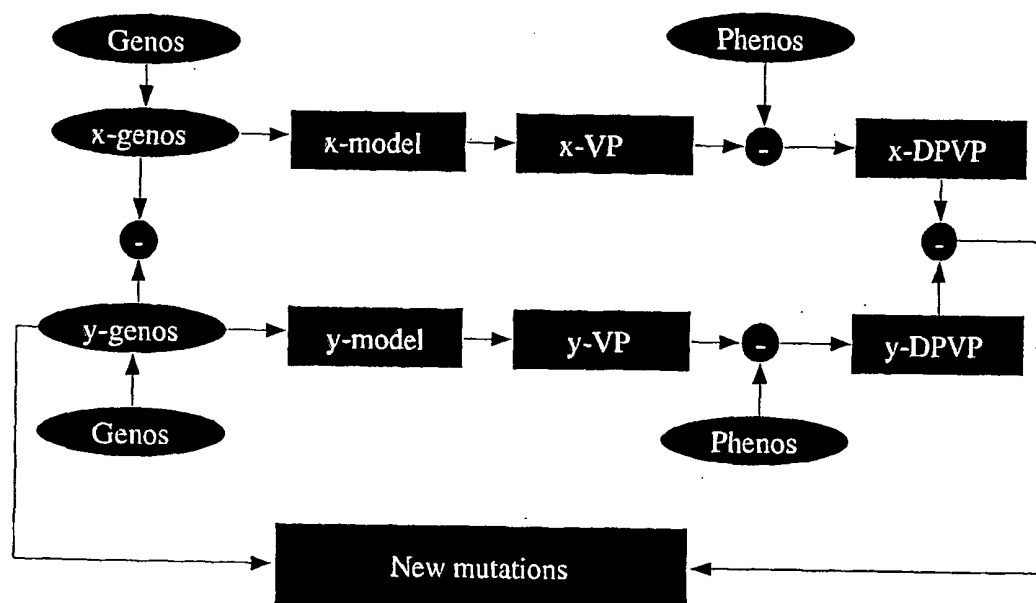 Genos
Phenos
x-genos
x-model
x-VP
-
x-DPVP
-
-
y-genos
y-model
y-VP
-
y-DPVP
Genos
Phenos
New mutations